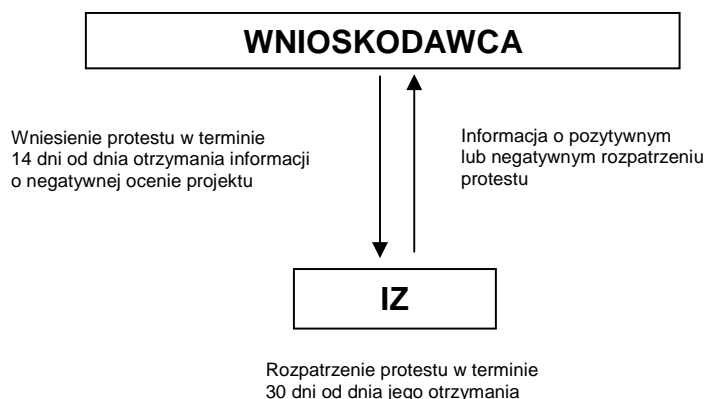 WNIOSKODAWCA
Wniesienie protestu w terminie
14 dni od dnia otrzymania informacji
o negatywnej ocenie projektu
Informacja o pozytywnym
lub negatywnym rozpatrzeniu
protestu
IZ
Rozpatrzenie protestu w terminie
30 dni od dnia jego otrzymania